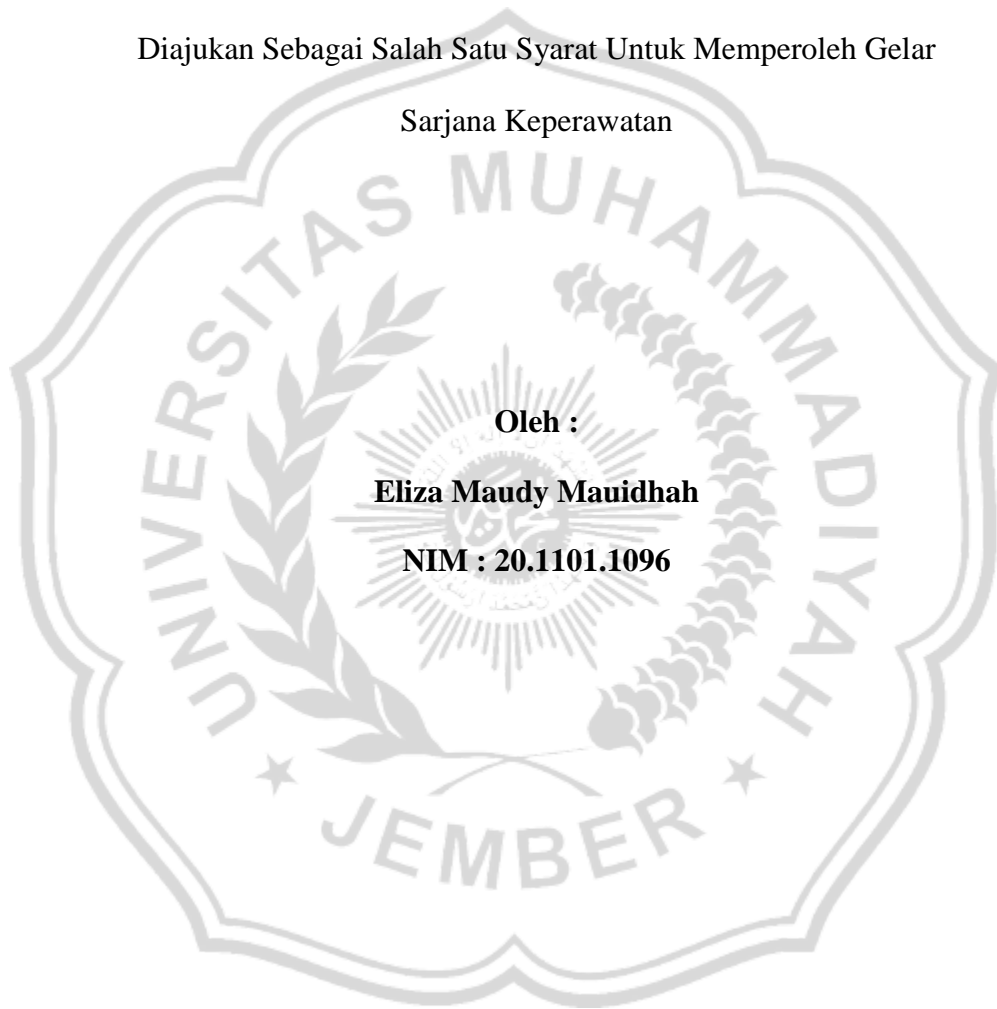 Diajukan Sebagai Salah Satu Syarat Untuk Memperoleh Gelar
Sarjana Keperawatan
UNIVERSITAS MUHAMMADIYAH
Oleh :
Eliza Maudy Mauidhah
NIM : 20.1101.1096
JEMBER